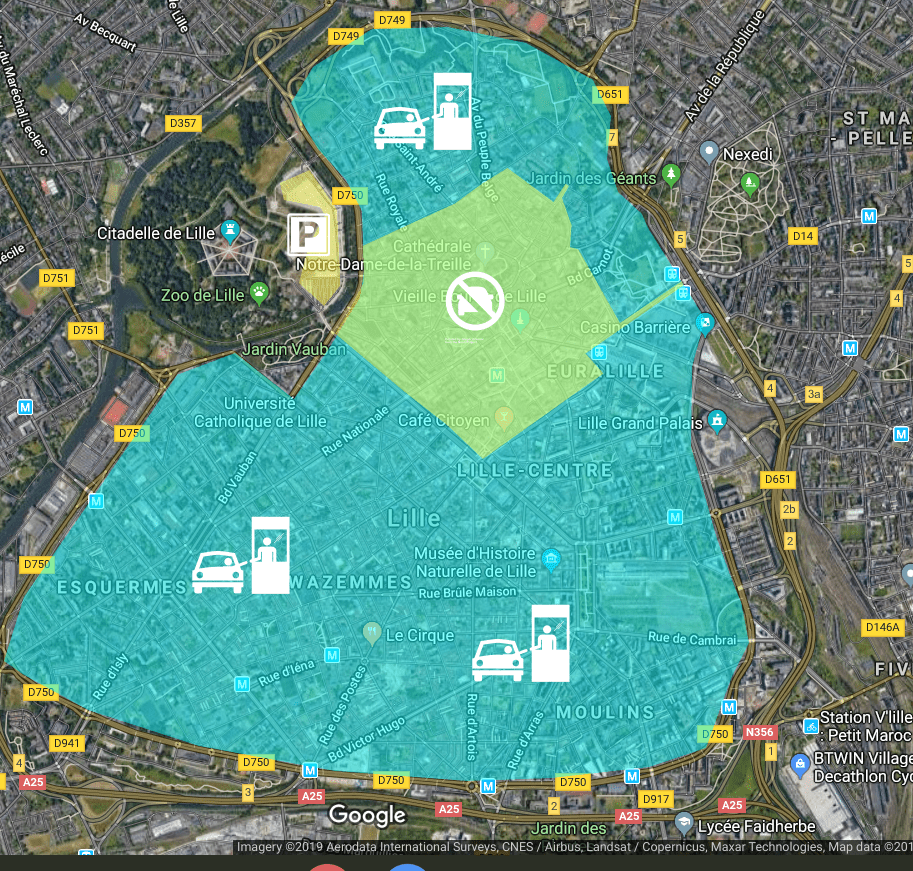 D749
Av Becquart
de Lille
D749
Av du Maréchal Leclerc
Av de la République
D651
D357
7
ST MA
- PELLE
Nexedi
Av du Peuple Belge
Saint-André
Jardin des Géants
Rue Royale
D750
M
P
Citadelle de Lille
D14
5
Cathédrale
Notre-Dame-de-la-Treille
Bd Carnot
D751
Zoo de Lille
4
Casino Barrière
D751
Jardin Vauban
M
EURALILLE
M
4
3a
M
Université
Catholique de Lille
Rue Nationale
Café Citoyen
Lille Grand Palais
D750
M
LILLE-CENTRE
Bd Vauban
D651
M
Lille
M
2b
2
Musée d'Histoire
Naturelle de Lille
D750
ESQUERMES
WAZEMMES
Rue Brûle Maison
D146A
Le Cirque
Rue de Cambrai
M
Rue d'Isly
Rue d'Iéna
M
FIV
D750
Rue des Postes
Rue d'Artois
MOULINS
M
Station V'lille
: Petit Maroc
D941
Bd Victor Hugo
Rue d'Arras
D750
N356
4
D750
M
1
BTWIN Village
Decathlon Cyc
A25
D750
M
D750
M
3
A25
A25
2
D917
A25
A25
Google
Jardin des
Lycée Faidherbe
Imagery ©2019 Aerodata International Surveys, CNES / Airbus, Landsat / Copernicus, Maxar Technologies, Map data ©201